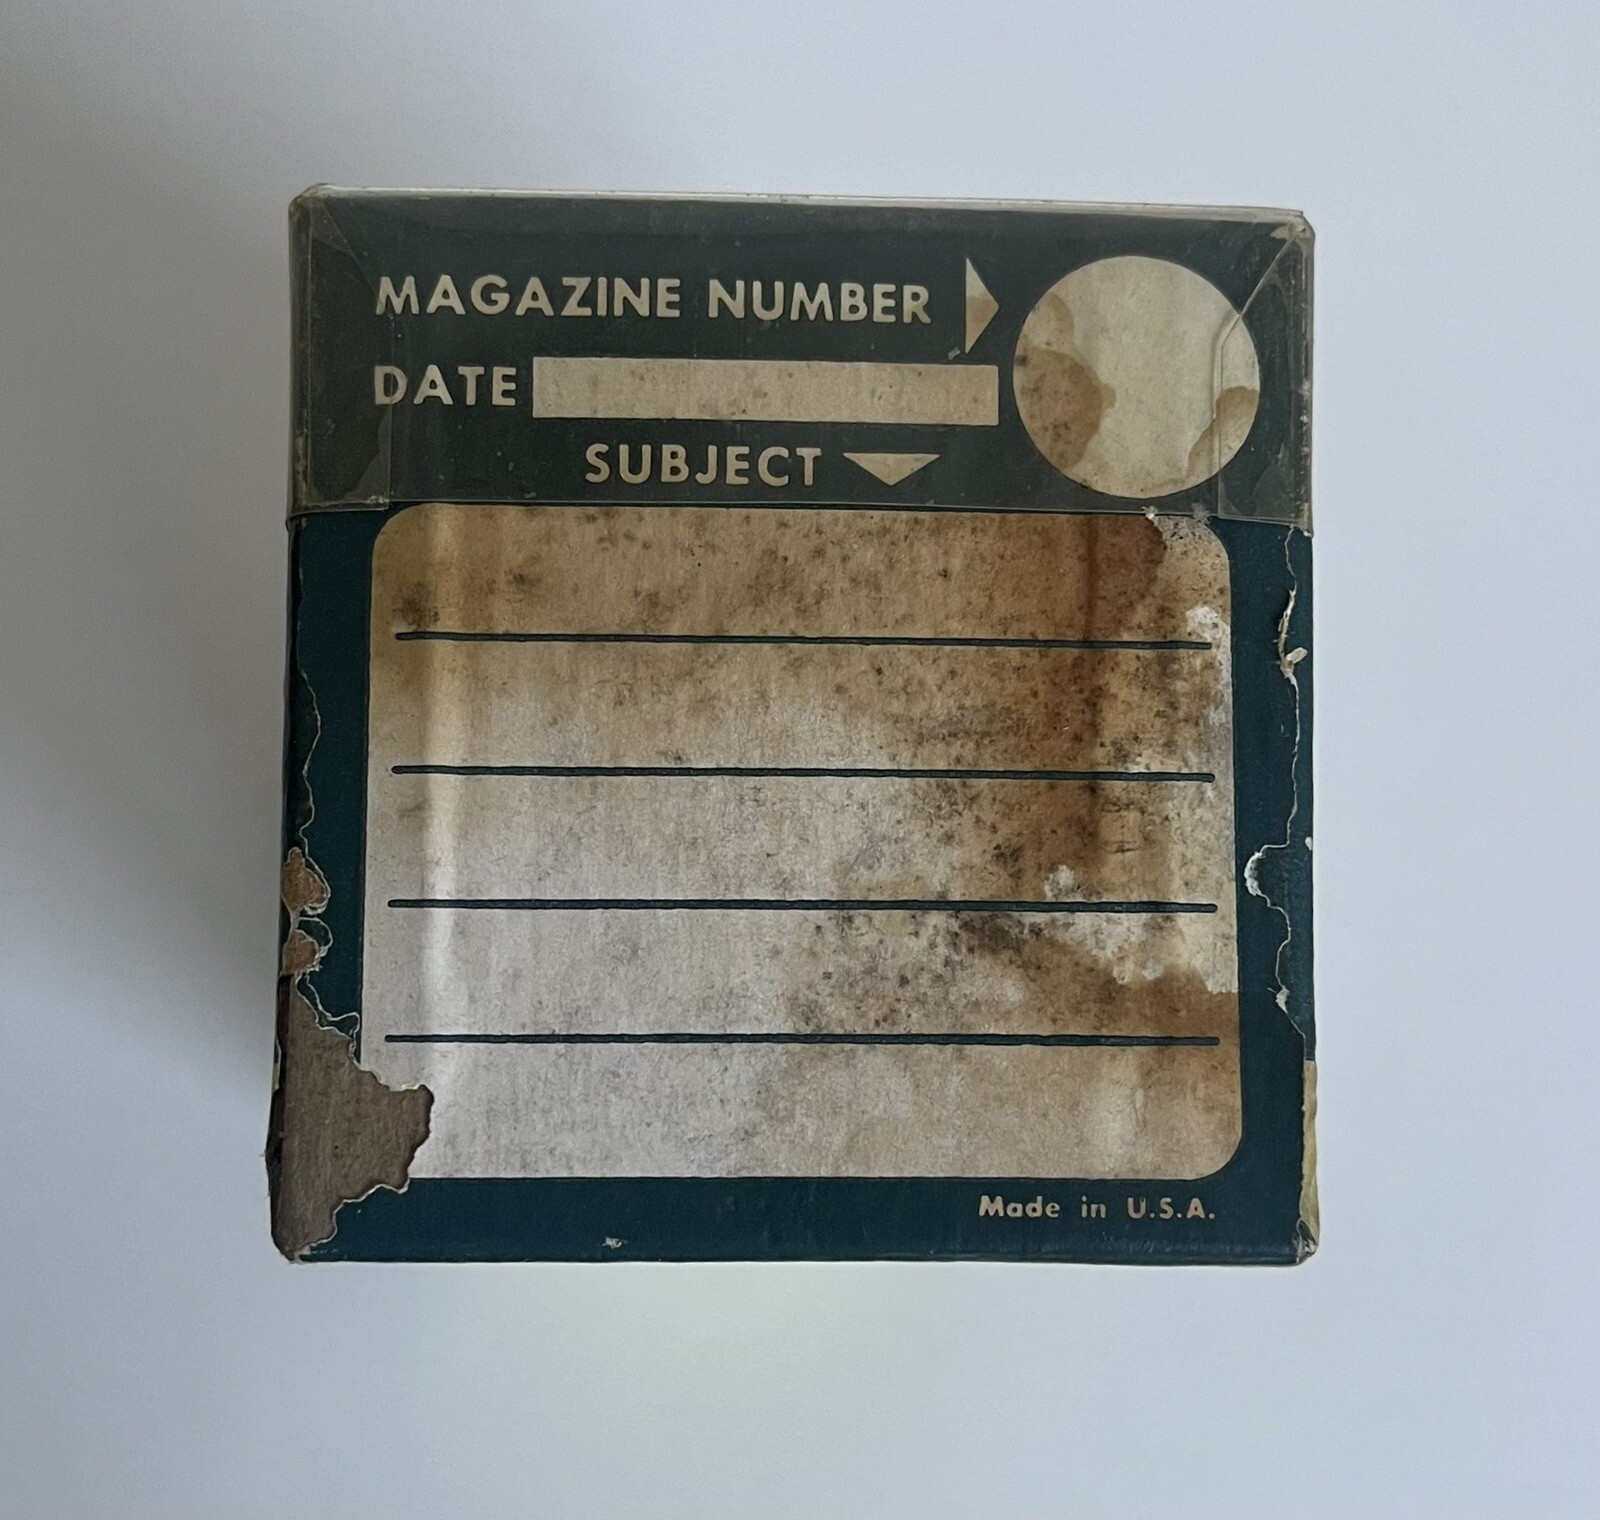 MAGAZINE NUMBER
DATE
SUBJECT
Made in U.S.A.